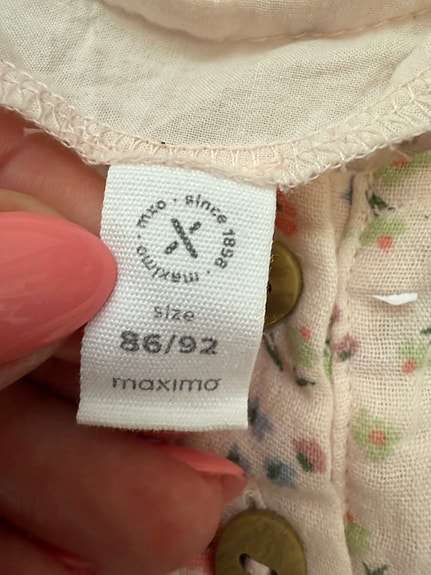 maximo · mxo · since 1898 ·
size
86/92
maximo